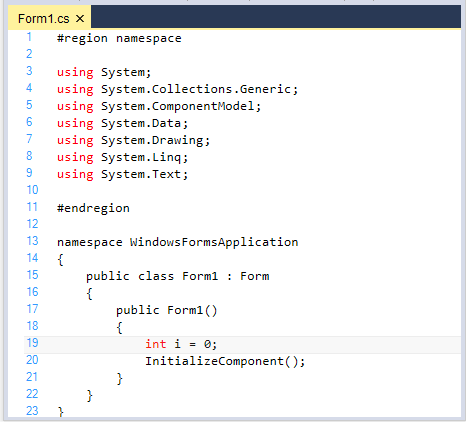 Form1.cs ×
1 #region namespace
2
3 using System;
4 using System.Collections.Generic;
5 using System.ComponentModel;
6 using System.Data;
7 using System.Drawing;
8 using System.Linq;
9 using System.Text;
10
11 #endregion
12
13 namespace WindowsFormsApplication
14 {
15     public class Form1 : Form
16     {
17         public Form1()
18         {
19             int i = 0;
20             InitializeComponent();
21         }
22     }
23 }